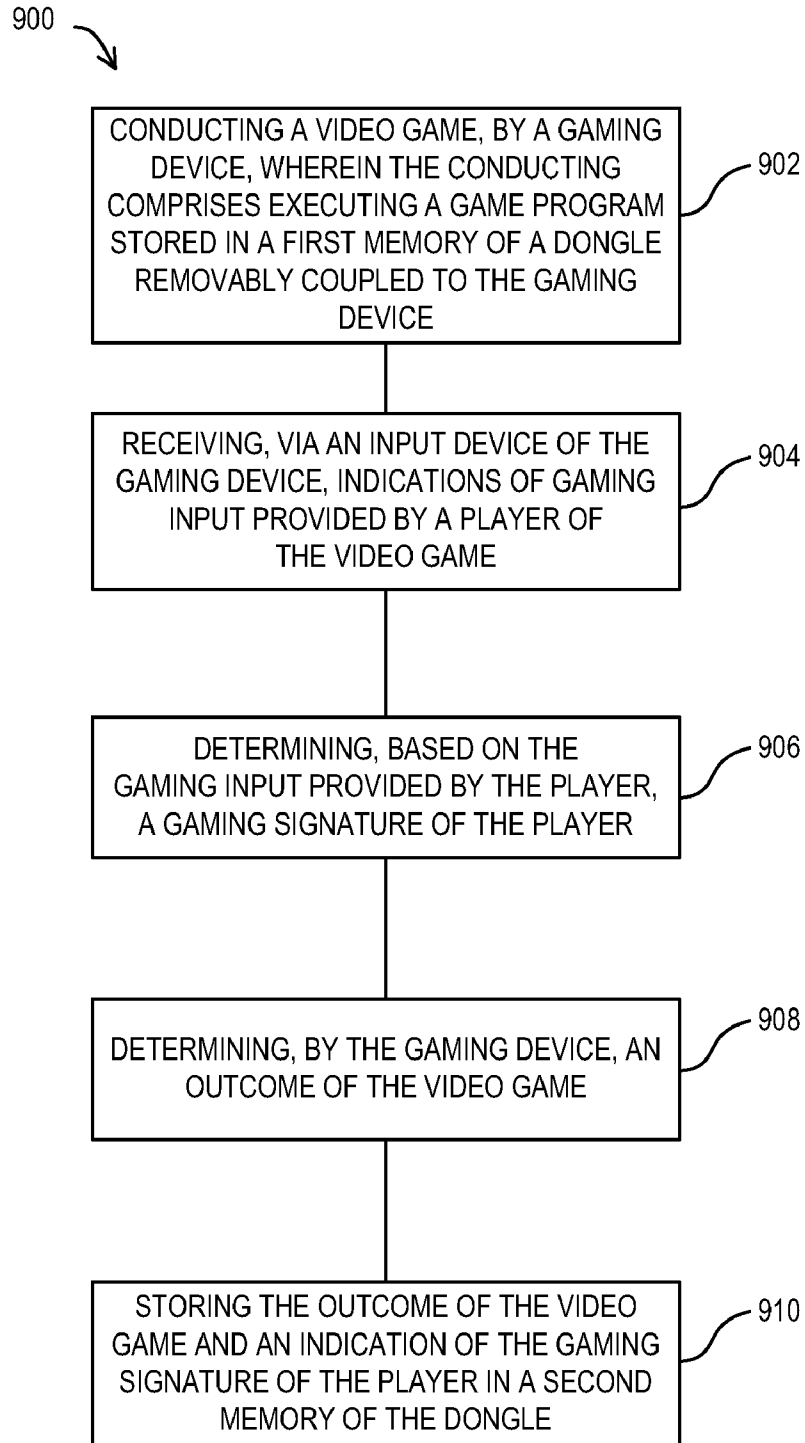 900
CONDUCTING A VIDEO GAME, BY A GAMING
DEVICE, WHEREIN THE CONDUCTING
COMPRISES EXECUTING A GAME PROGRAM
STORED IN A FIRST MEMORY OF A DONGLE
REMOVABLY COUPLED TO THE GAMING
DEVICE
902
RECEIVING, VIA AN INPUT DEVICE OF THE
GAMING DEVICE, INDICATIONS OF GAMING
INPUT PROVIDED BY A PLAYER OF
THE VIDEO GAME
904
DETERMINING, BASED ON THE
GAMING INPUT PROVIDED BY THE PLAYER,
A GAMING SIGNATURE OF THE PLAYER
906
DETERMINING, BY THE GAMING DEVICE, AN
OUTCOME OF THE VIDEO GAME
908
STORING THE OUTCOME OF THE VIDEO
GAME AND AN INDICATION OF THE GAMING
SIGNATURE OF THE PLAYER IN A SECOND
MEMORY OF THE DONGLE
910